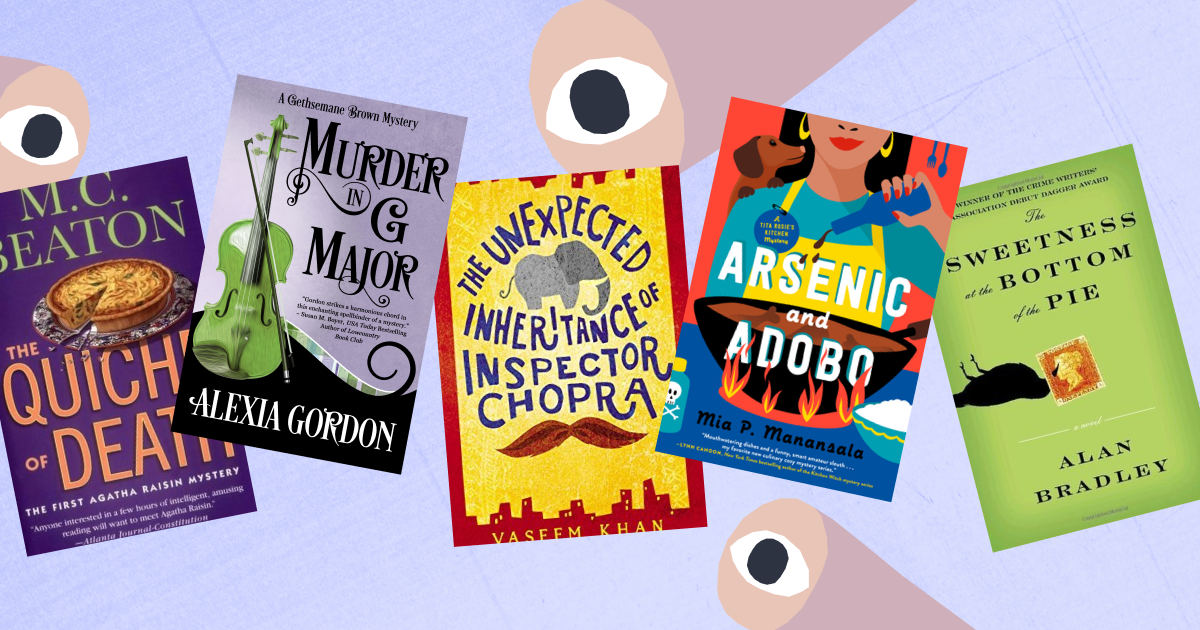 M.C.
BEATON
THE
QUICHE
OF
DEATH
THE FIRST AGATHA RAISIN MYSTERY
"Anyone interested in a few hours of intelligent, amusing
reading will want to meet Agatha Raisin."
—Atlanta Journal-Constitution
A Gethsemane Brown Mystery
MURDER
IN
G
MAJOR
"Gordon strikes a harmonious chord in
this enchanting spellbinder of a mystery."
– Susan M. Boyer, USA Today Bestselling
Author of Lowcountry
Book Club
ALEXIA GORDON
THE UNEXPECTED
INHERITANCE OF
INSPECTOR
CHOPRA
VASEEM KHAN
A
TITA ROSIE'S
KITCHEN
Mystery
ARSENIC
and
ADOBO
Mia P. Manansala
"Mouthwatering dishes and a funny, smart amateur sleuth . . .
my favorite new culinary cozy mystery series."
—LYNN CAHOON, New York Times bestselling author of the Kitchen Witch mystery series
WINNER OF THE CRIME WRITERS'
ASSOCIATION DEBUT DAGGER AWARD
The
SWEETNESS
at the BOTTOM
of the PIE
a novel
ALAN
BRADLEY